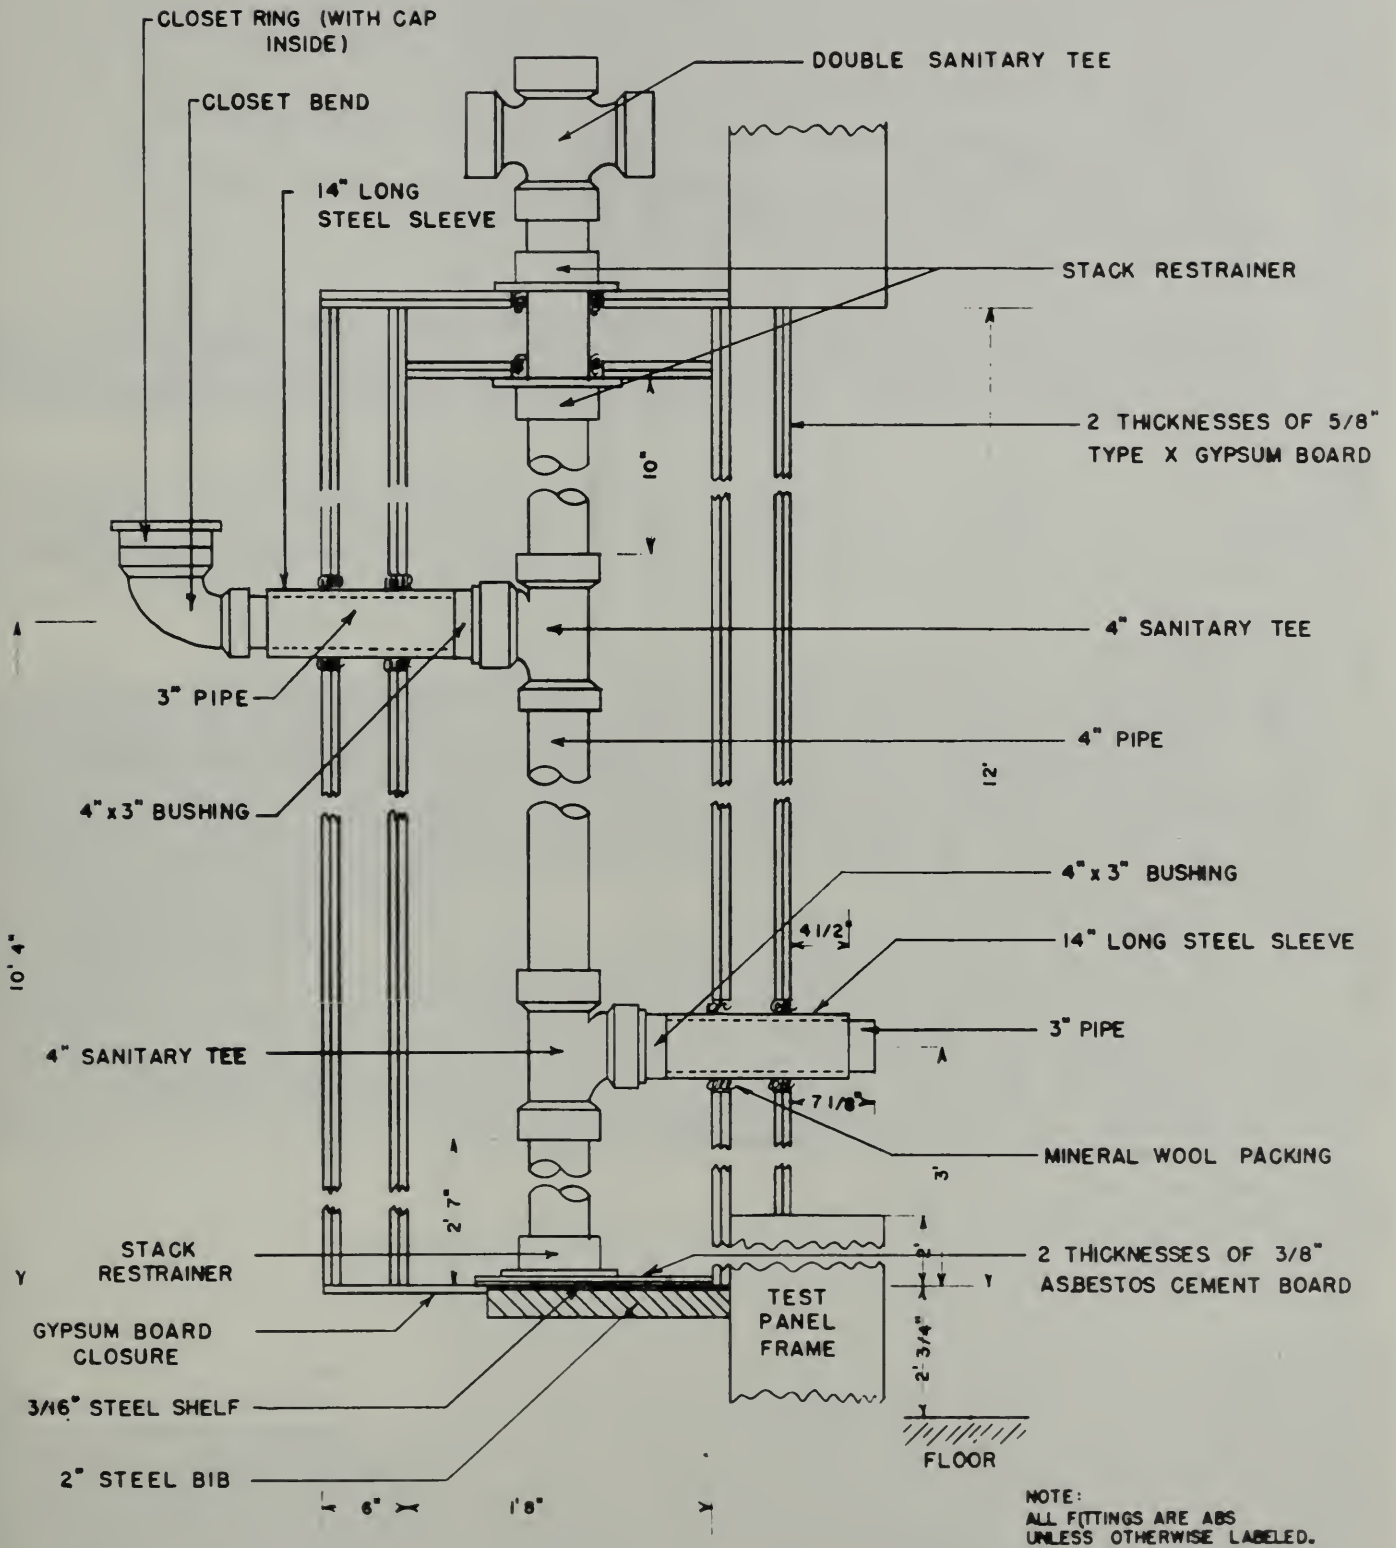 CLOSET RING (WITH CAP
INSIDE)
DOUBLE SANITARY TEE
CLOSET BEND
14" LONG
STEEL SLEEVE
STACK RESTRAINER
2 THICKNESSES OF 5/8"
TYPE X GYPSUM BOARD
10"
4" SANITARY TEE
3" PIPE
4" PIPE
12'
4" x 3" BUSHING
4" x 3" BUSHING
4 1/2"
14" LONG STEEL SLEEVE
10' 4"
3" PIPE
4" SANITARY TEE
7 1/8"
MINERAL WOOL PACKING
3'
2' 7"
STACK
RESTRAINER
2'
2 THICKNESSES OF 3/8"
ASBESTOS CEMENT BOARD
TEST
PANEL
FRAME
GYPSUM BOARD
CLOSURE
2' 3/4"
3/16" STEEL SHELF
FLOOR
2" STEEL BIB
6"
1' 8"
NOTE:
ALL FITTINGS ARE ABS
UNLESS OTHERWISE LABELED.